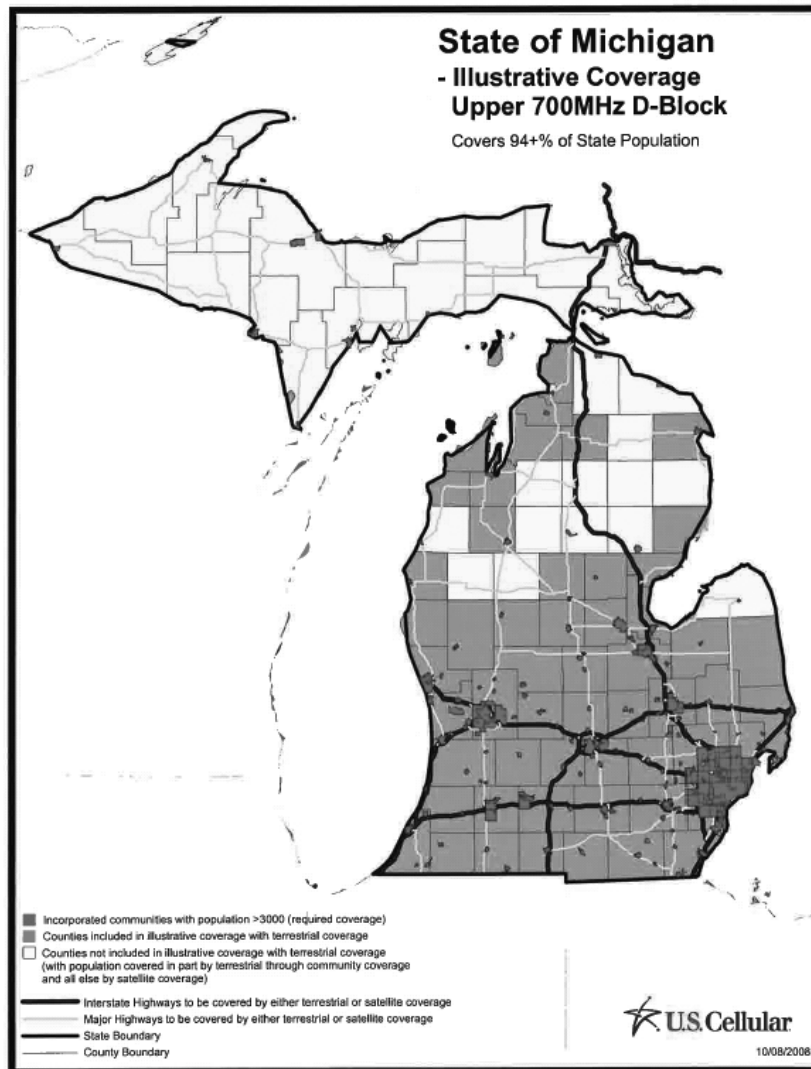 State of Michigan
- Illustrative Coverage
Upper 700MHz D-Block
Covers 94+% of State Population
Incorporated communities with population >3000 (required coverage)
Counties included in illustrative coverage with terrestrial coverage
Counties not included in illustrative coverage with terrestrial coverage
(with population covered in part by terrestrial through community coverage
and all else by satellite coverage)
Interstate Highways to be covered by either terrestrial or satellite coverage
Major Highways to be covered by either terrestrial or satellite coverage
State Boundary
County Boundary
U.S. Cellular
10/08/2008